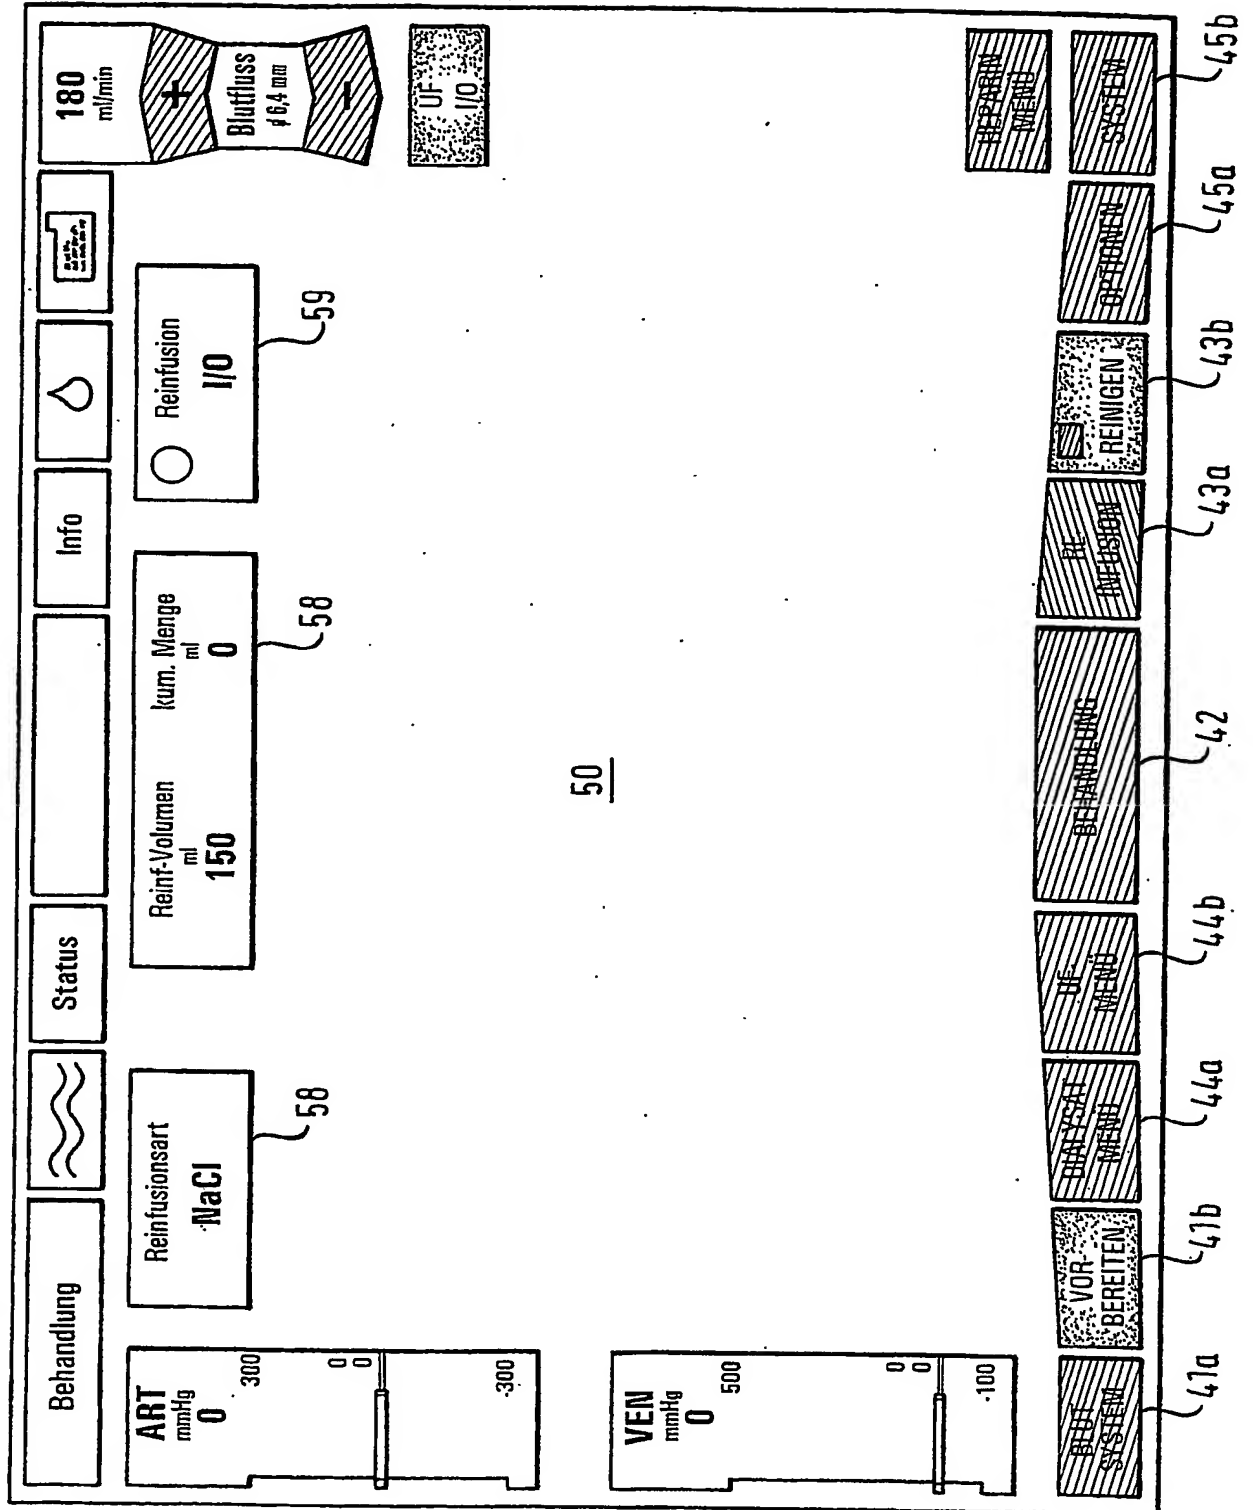 Behandlung
Status
Info
180
ml/min
+
Blutfluss
⌀ 6,4 mm
−
UF
I/O
ART
mmHg
0
300
0
0
-300
VEN
mmHg
0
500
0
0
-100
Reinfusionsart
NaCl
58
Reinf-Volumen
ml
150
kum. Menge
ml
0
58
Reinfusion
I/O
59
50
HEPARIN
MENÜ
BLUT
SYSTEM
VOR-
BEREITEN
DIALYSAT
MENÜ
UF-
MENÜ
BEHANDLUNG
RE-
INFUSION
REINIGEN
OPTIONEN
SYSTEM
41a
41b
44a
44b
42
43a
43b
45a
45b